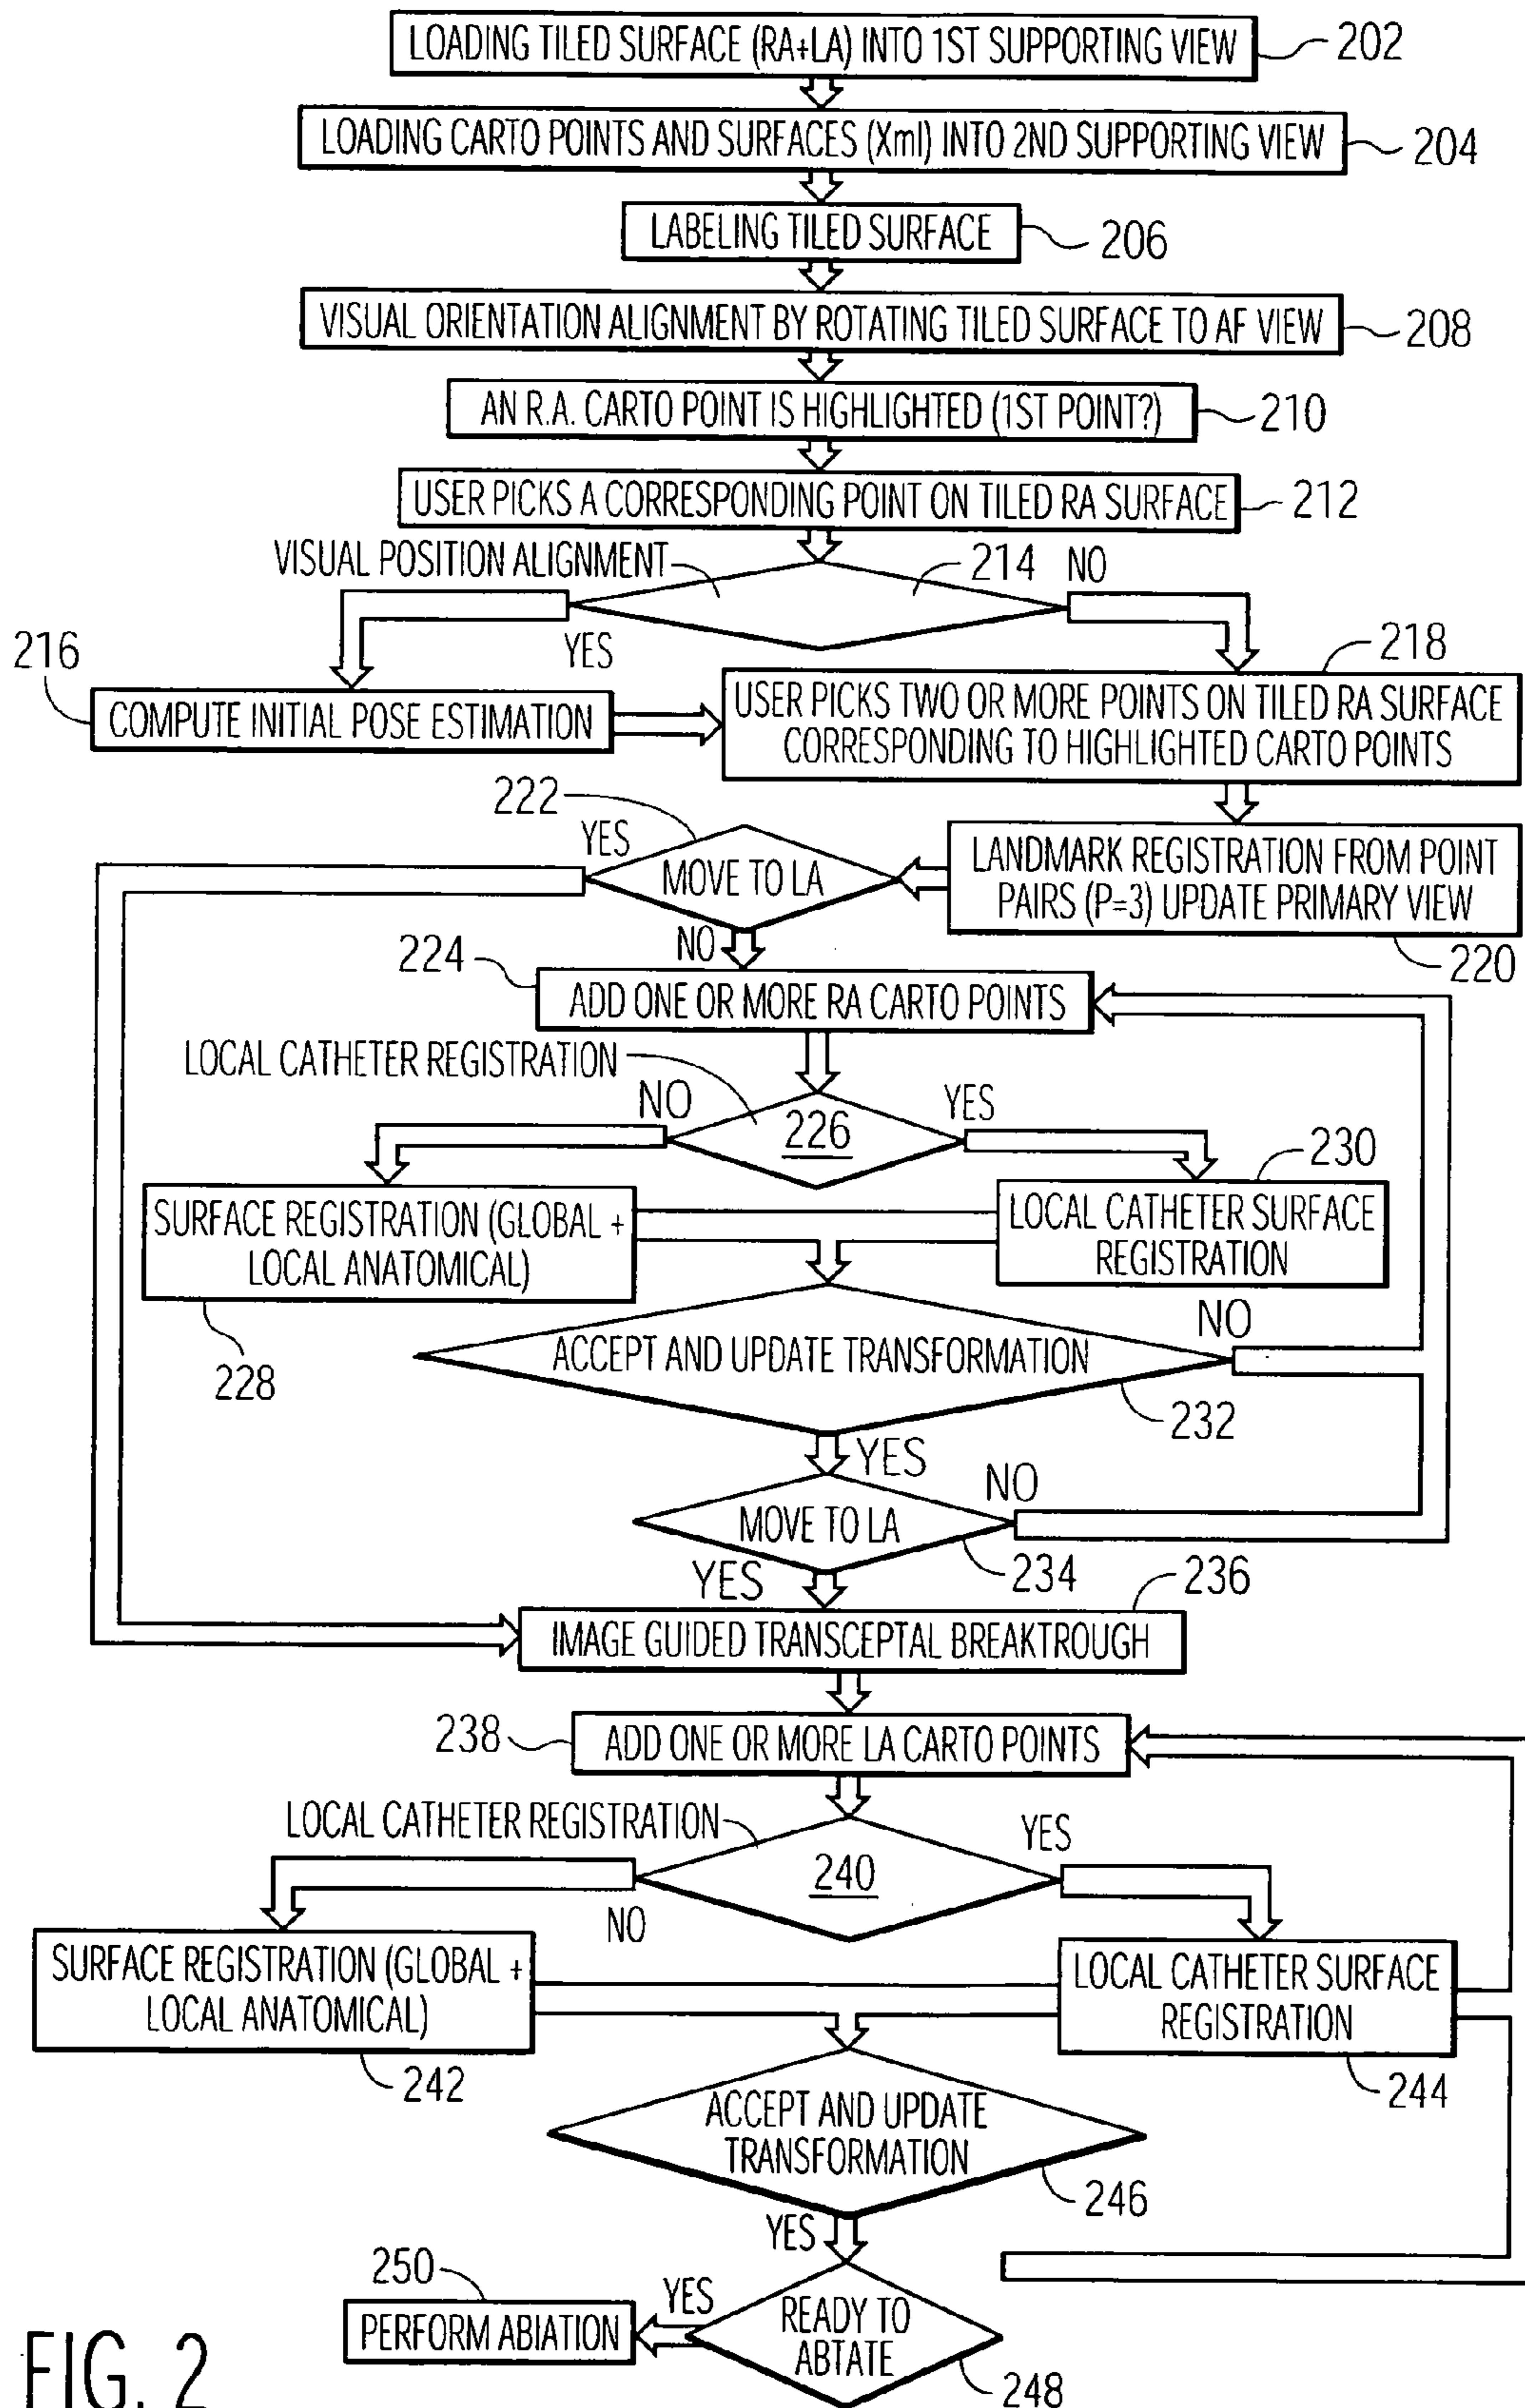 LOADING TILED SURFACE (RA+LA) INTO 1ST SUPPORTING VIEW
202
LOADING CARTO POINTS AND SURFACES (Xml) INTO 2ND SUPPORTING VIEW
204
LABELING TILED SURFACE
206
VISUAL ORIENTATION ALIGNMENT BY ROTATING TILED SURFACE TO AF VIEW
208
AN R.A. CARTO POINT IS HIGHLIGHTED (1ST POINT?)
210
USER PICKS A CORRESPONDING POINT ON TILED RA SURFACE
212
VISUAL POSITION ALIGNMENT
214
NO
YES
216
COMPUTE INITIAL POSE ESTIMATION
218
USER PICKS TWO OR MORE POINTS ON TILED RA SURFACE
CORRESPONDING TO HIGHLIGHTED CARTO POINTS
222
YES
MOVE TO LA
NO
LANDMARK REGISTRATION FROM POINT
PAIRS (P=3) UPDATE PRIMARY VIEW
220
224
ADD ONE OR MORE RA CARTO POINTS
LOCAL CATHETER REGISTRATION
NO
226
YES
230
SURFACE REGISTRATION (GLOBAL +
LOCAL ANATOMICAL)
228
LOCAL CATHETER SURFACE
REGISTRATION
ACCEPT AND UPDATE TRANSFORMATION
NO
232
YES
MOVE TO LA
NO
234
YES
236
IMAGE GUIDED TRANSCEPTAL BREAKTROUGH
238
ADD ONE OR MORE LA CARTO POINTS
LOCAL CATHETER REGISTRATION
YES
240
NO
SURFACE REGISTRATION (GLOBAL +
LOCAL ANATOMICAL)
242
LOCAL CATHETER SURFACE
REGISTRATION
244
ACCEPT AND UPDATE
TRANSFORMATION
246
YES
250
YES
PERFORM ABIATION
READY TO
ABTATE
248
FIG. 2